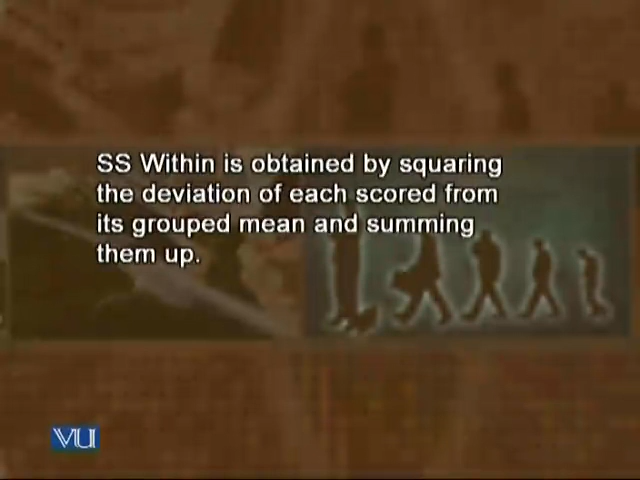 SS Within is obtained by squaring
the deviation of each scored from
its grouped mean and summing
them up.
VU